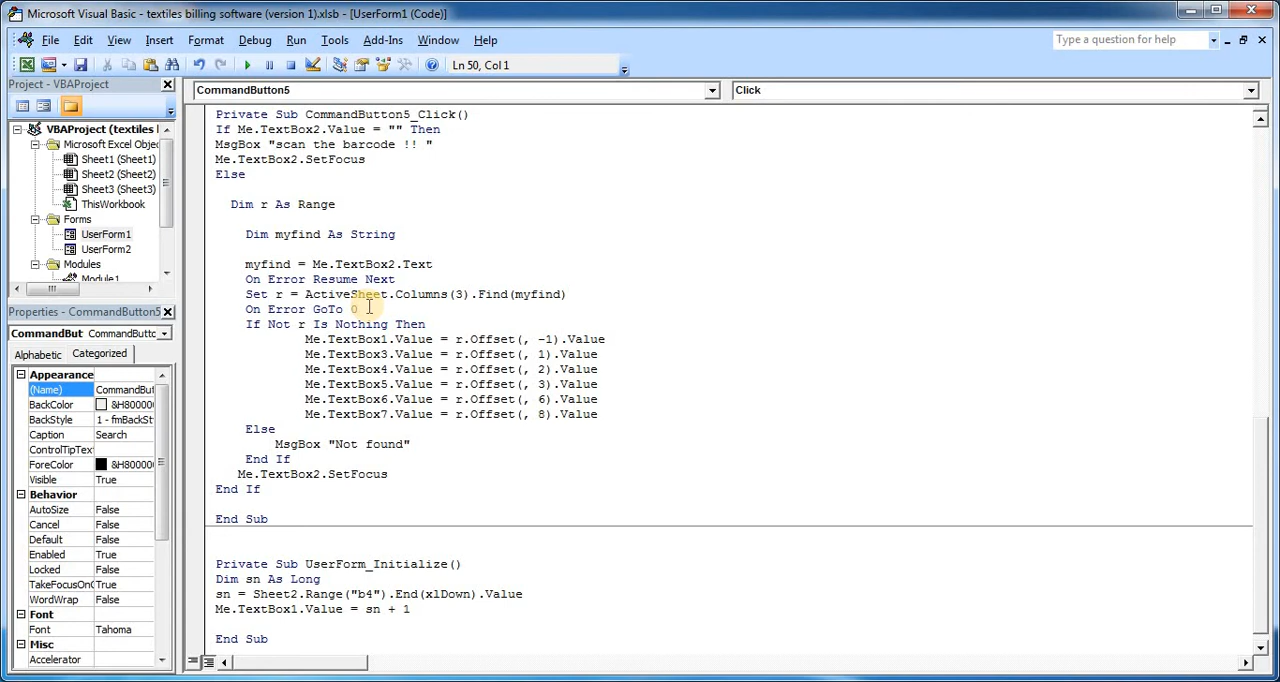 Microsoft Visual Basic - textiles billing software (version 1).xlsb - [UserForm1 (Code)]
File Edit View Insert Format Debug Run Tools Add-Ins Window Help
Type a question for help
Ln 50, Col 1
Project - VBAProject
CommandButton5
Click
VBAProject (textiles
Microsoft Excel Objec
Sheet1 (Sheet1)
Sheet2 (Sheet2)
Sheet3 (Sheet3)
ThisWorkbook
Forms
UserForm1
UserForm2
Modules
Module1
Properties - CommandButton5
CommandBut CommandButto
Alphabetic Categorized
Appearance
(Name) CommandBut
BackColor &H80000
BackStyle 1 - fmBackSt
Caption Search
ControlTipText
ForeColor &H80000
Visible True
Behavior
AutoSize False
Cancel False
Default False
Enabled True
Locked False
TakeFocusOnC True
WordWrap False
Font
Font Tahoma
Misc
Accelerator
Private Sub CommandButton5_Click()
If Me.TextBox2.Value = "" Then
MsgBox "scan the barcode !! "
Me.TextBox2.SetFocus
Else
Dim r As Range
Dim myfind As String
myfind = Me.TextBox2.Text
On Error Resume Next
Set r = ActiveSheet.Columns(3).Find(myfind)
On Error GoTo 0
If Not r Is Nothing Then
Me.TextBox1.Value = r.Offset(, -1).Value
Me.TextBox3.Value = r.Offset(, 1).Value
Me.TextBox4.Value = r.Offset(, 2).Value
Me.TextBox5.Value = r.Offset(, 3).Value
Me.TextBox6.Value = r.Offset(, 6).Value
Me.TextBox7.Value = r.Offset(, 8).Value
Else
MsgBox "Not found"
End If
Me.TextBox2.SetFocus
End If
End Sub
Private Sub UserForm_Initialize()
Dim sn As Long
sn = Sheet2.Range("b4").End(xlDown).Value
Me.TextBox1.Value = sn + 1
End Sub